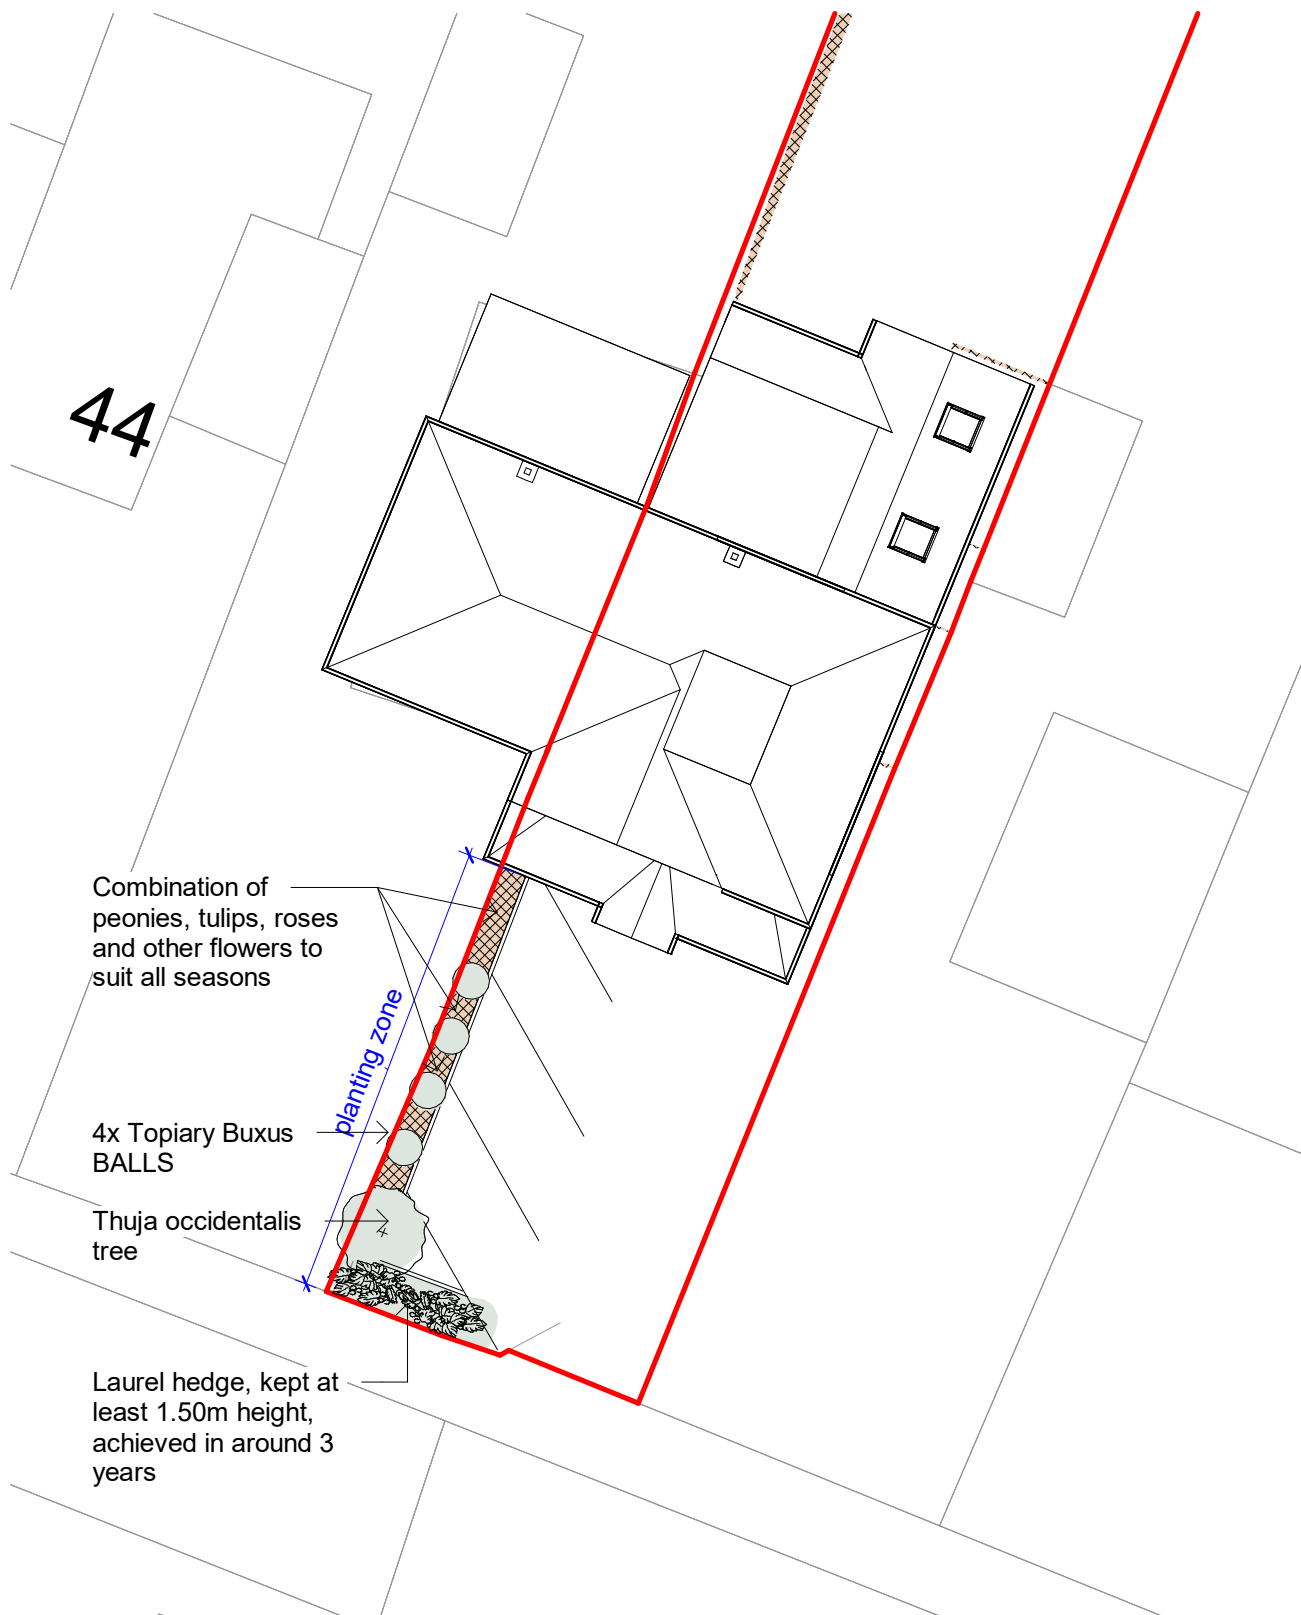 44
Combination of
peonies, tulips, roses
and other flowers to
suit all seasons
planting zone
4x Topiary Buxus
BALLS
Thuja occidentalis
tree
Laurel hedge, kept at
least 1.50m height,
achieved in around 3
years